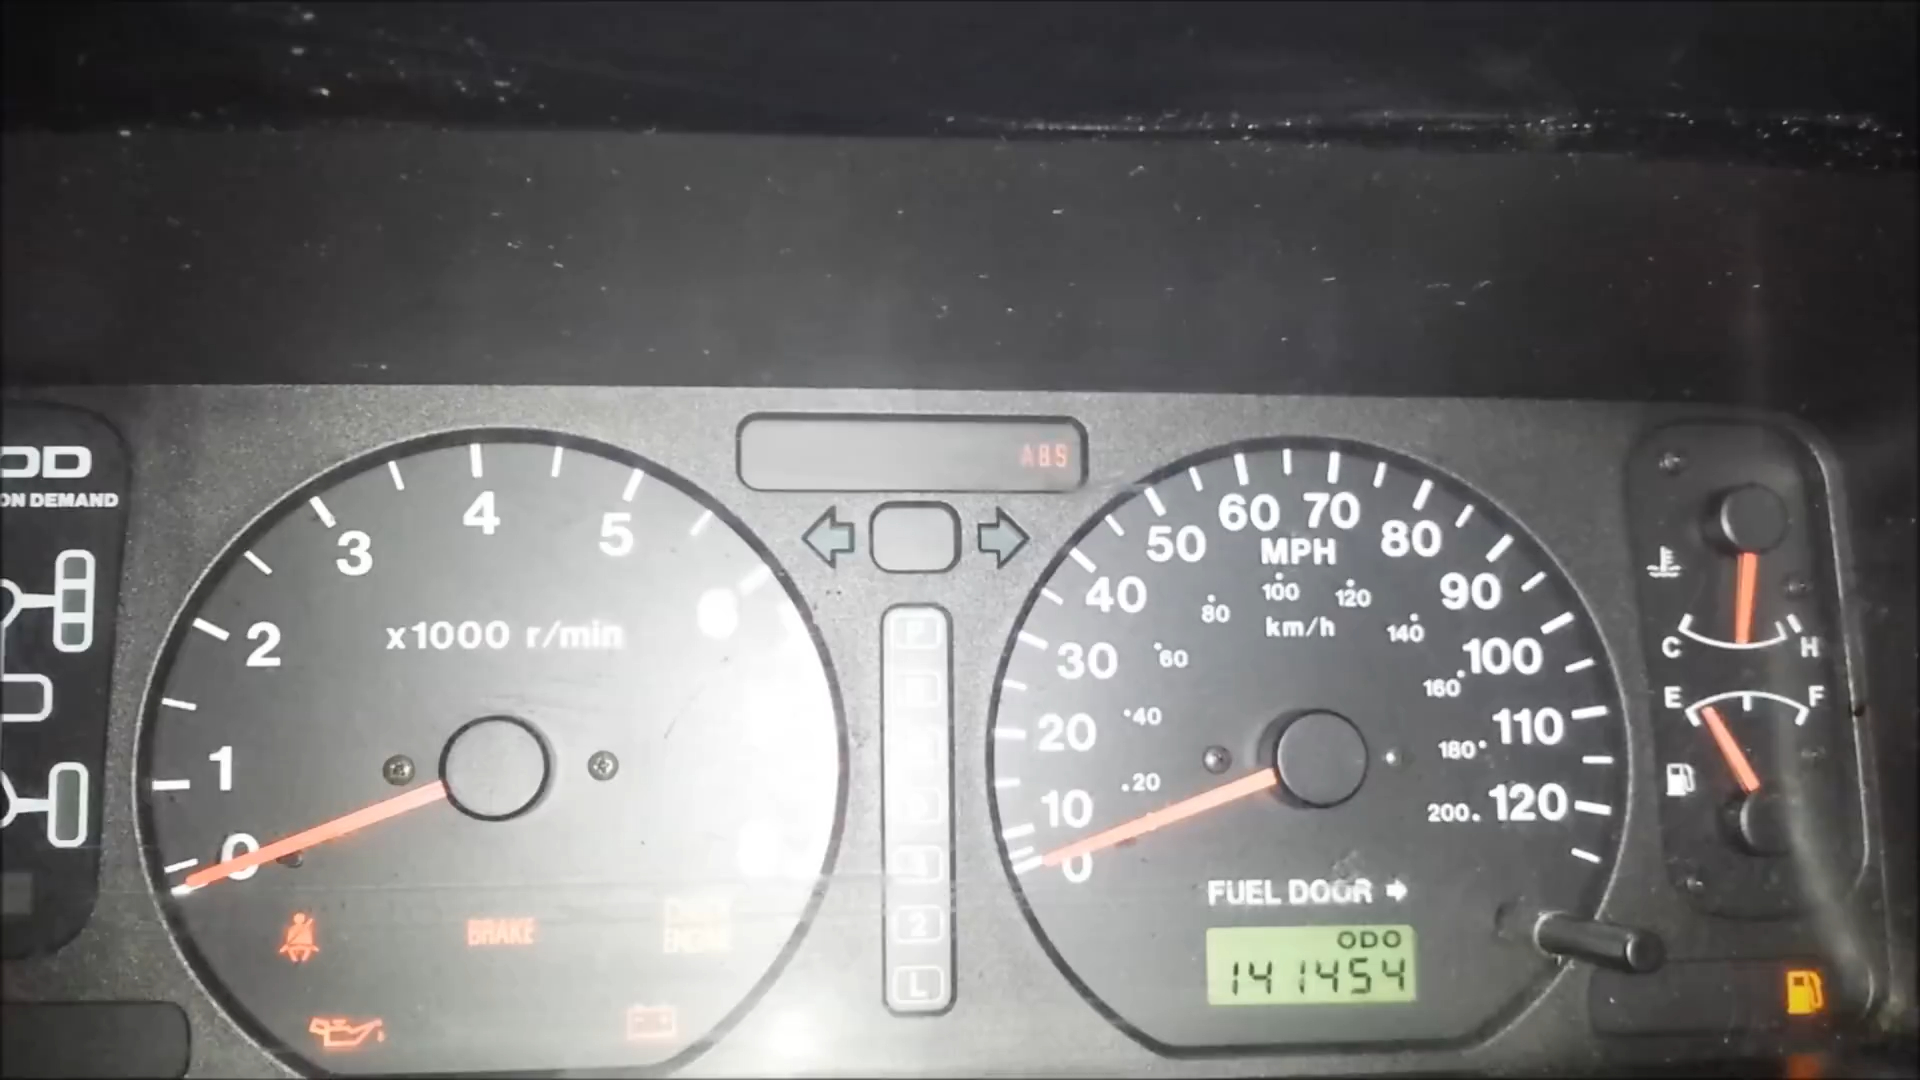 OD
ON DEMAND
0
1
2
3
4
5
x1000 r/min
BRAKE
CHECK
ENGINE
ABS
P
2
L
0
10
20
30
40
50
60
70
80
90
100
110
120
MPH
20
40
60
80
100
120
140
160
180
200
km/h
FUEL DOOR
ODO
141454
C
H
E
F